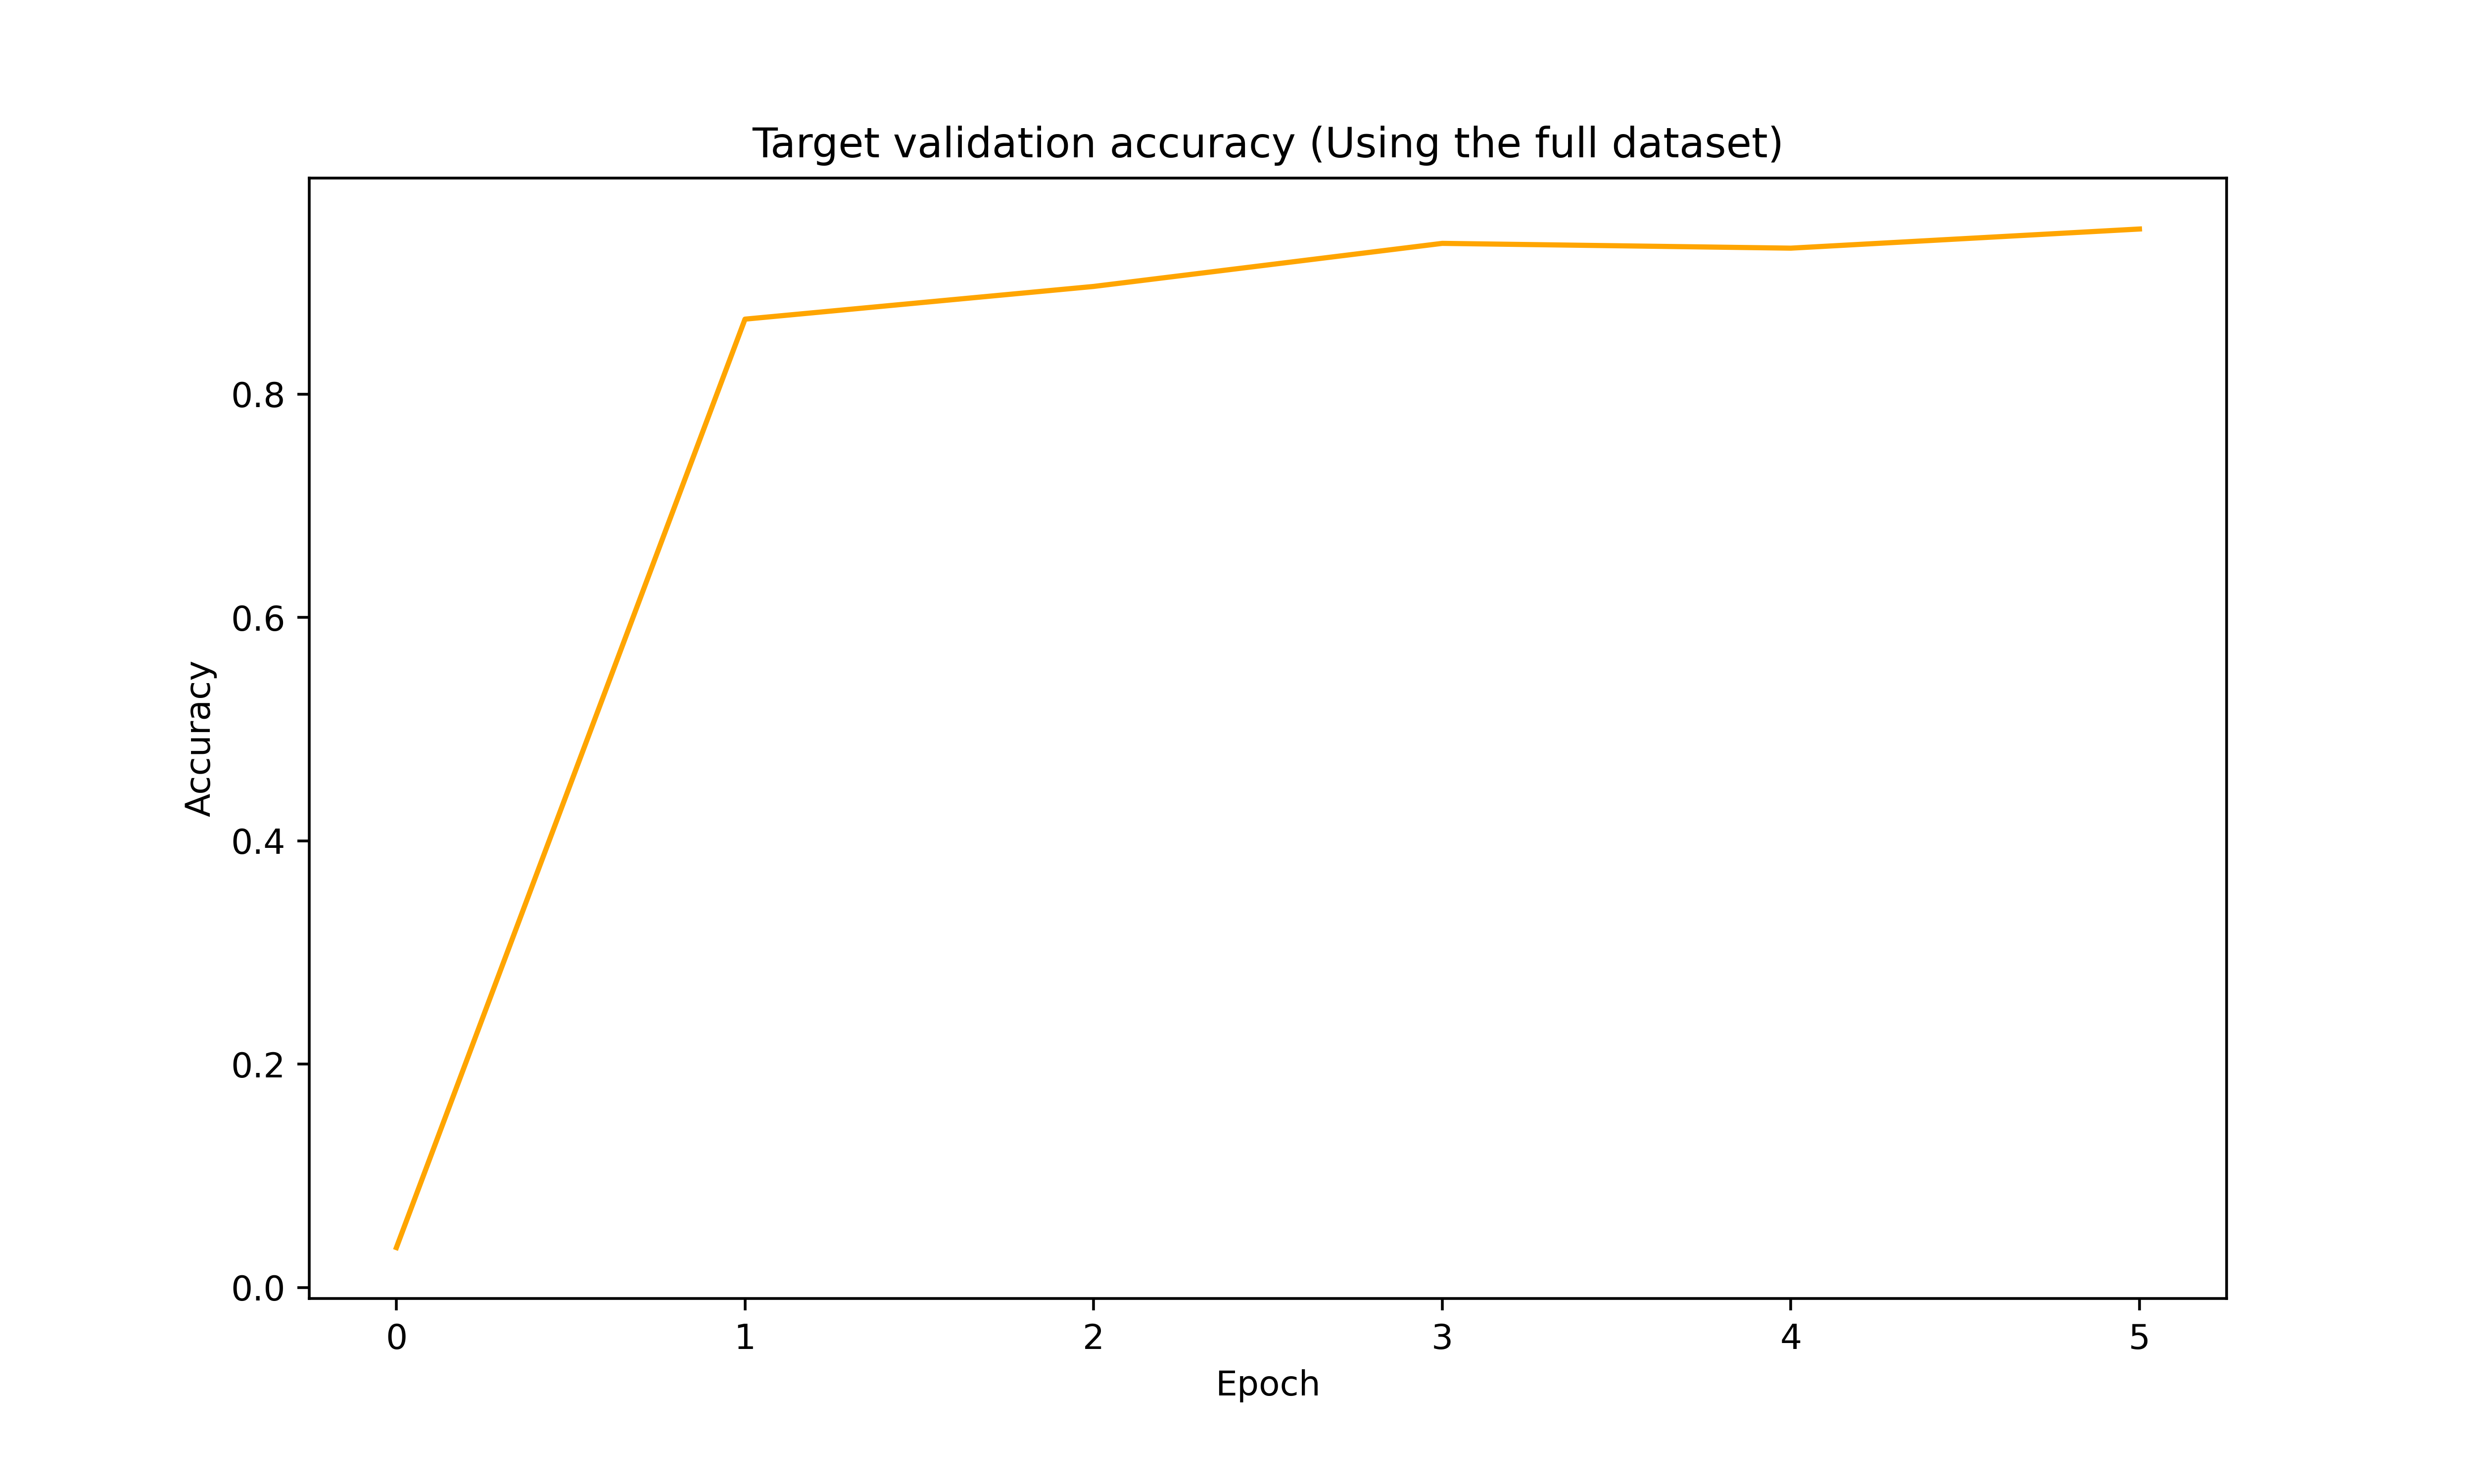 Target validation accuracy (Using the full dataset)
0.8
0.6
0.4
0.2
0.0
Accuracy
0 1 2 3 4 5
Epoch